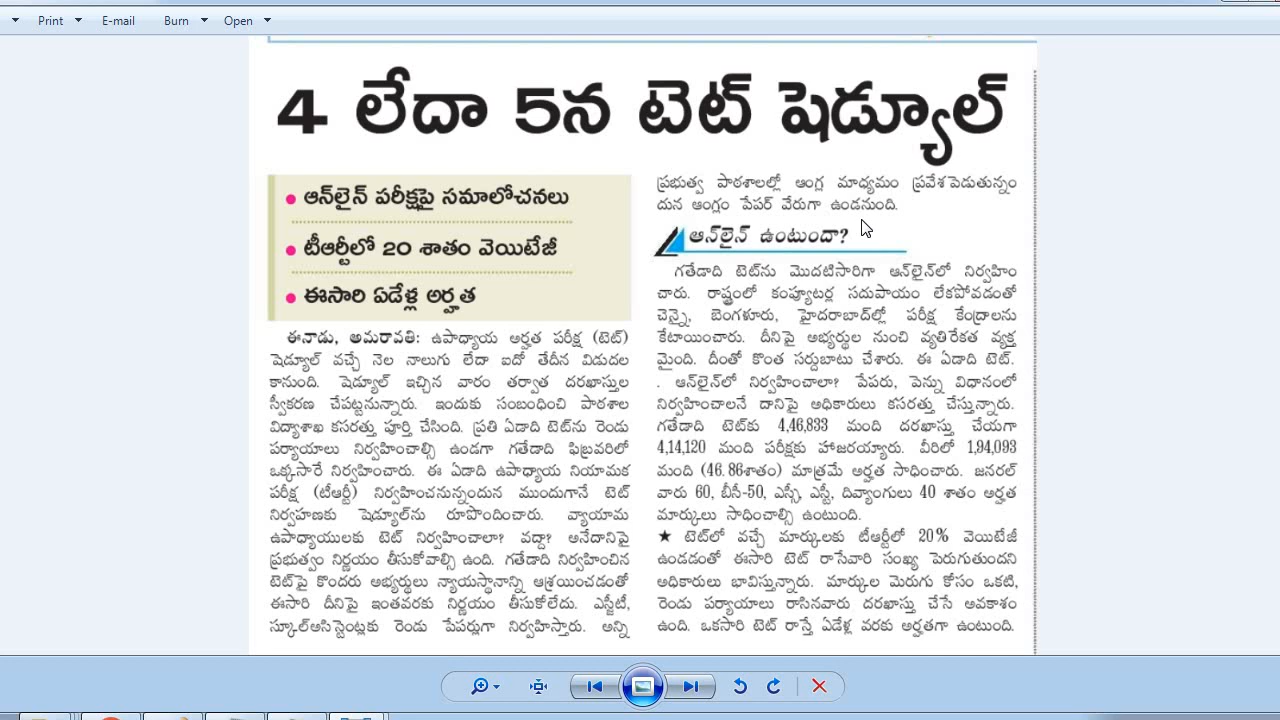 Print E-mail Burn Open
4 లేదా 5న టెట్ షెడ్యూల్
• ఆన్‌లైన్ పరీక్షపై సమాలోచనలు
• టీఆర్టీలో 20 శాతం వెయిటేజీ
• ఈసారి ఏడేళ్ల అర్హత
ఈనాడు, అమరావతి: ఉపాధ్యాయ అర్హత పరీక్ష (టెట్)
షెడ్యూల్ వచ్చే నెల నాలుగు లేదా ఐదో తేదీన విడుదల
కానుంది. షెడ్యూల్ ఇచ్చిన వారం తర్వాత దరఖాస్తుల
స్వీకరణ చేపట్టనున్నారు. ఇందుకు సంబంధించి పాఠశాల
విద్యాశాఖ కసరత్తు పూర్తి చేసింది. ప్రతి ఏడాది టెట్‌ను రెండు
పర్యాయాలు నిర్వహించాల్సి ఉండగా గతేడాది ఫిబ్రవరిలో
ఒక్కసారే నిర్వహించారు. ఈ ఏడాది ఉపాధ్యాయ నియామక
పరీక్ష (టీఆర్టీ) నిర్వహించనున్నందున ముందుగానే టెట్
నిర్వహణకు షెడ్యూల్‌ను రూపొందించారు. వ్యాయామ
ఉపాధ్యాయులకు టెట్ నిర్వహించాలా? వద్దా? అనేదానిపై
ప్రభుత్వం నిర్ణయం తీసుకోవాల్సి ఉంది. గతేడాది నిర్వహించిన
టెట్‌పై కొందరు అభ్యర్థులు న్యాయస్థానాన్ని ఆశ్రయించడంతో
ఈసారి దీనిపై ఇంతవరకు నిర్ణయం తీసుకోలేదు. ఎస్జీటీ,
స్కూల్‌అసిస్టెంట్లకు రెండు పేపర్లుగా నిర్వహిస్తారు. అన్ని
ప్రభుత్వ పాఠశాలల్లో ఆంగ్ల మాధ్యమం ప్రవేశపెడుతున్నం
దున ఆంగ్లం పేపర్ వేరుగా ఉండనుంది.
ఆన్‌లైన్ ఉంటుందా?
గతేడాది టెట్‌ను మొదటిసారిగా ఆన్‌లైన్‌లో నిర్వహిం
చారు. రాష్ట్రంలో కంప్యూటర్ల సదుపాయం లేకపోవడంతో
చెన్నై, బెంగళూరు, హైదరాబాద్‌ల్లో పరీక్ష కేంద్రాలను
కేటాయించారు. దీనిపై అభ్యర్థుల నుంచి వ్యతిరేకత వ్యక్త
మైంది. దీంతో కొంత సర్దుబాటు చేశారు. ఈ ఏడాది టెట్.
. ఆన్‌లైన్‌లో నిర్వహించాలా? పేపరు, పెన్ను విధానంలో
నిర్వహించాలనే దానిపై అధికారులు కసరత్తు చేస్తున్నారు.
గతేడాది టెట్‌కు 4,46,833 మంది దరఖాస్తు చేయగా
4,14,120 మంది పరీక్షకు హాజరయ్యారు. వీరిలో 1,94,093
మంది (46. 86శాతం) మాత్రమే అర్హత సాధించారు. జనరల్
వారు 60, బీసీ-50, ఎస్సీ, ఎస్టీ, దివ్యాంగులు 40 శాతం అర్హత
మార్కులు సాధించాల్సి ఉంటుంది.
★ టెట్‌లో వచ్చే మార్కులకు టీఆర్టీలో 20% వెయిటేజీ
ఉండడంతో ఈసారి టెట్ రాసేవారి సంఖ్య పెరుగుతుందని
అధికారులు భావిస్తున్నారు. మార్కుల మెరుగు కోసం ఒకటి,
రెండు పర్యాయాలు రాసినవారు దరఖాస్తు చేసే అవకాశం
ఉంది. ఒకసారి టెట్ రాస్తే ఏడేళ్ల వరకు అర్హతగా ఉంటుంది.